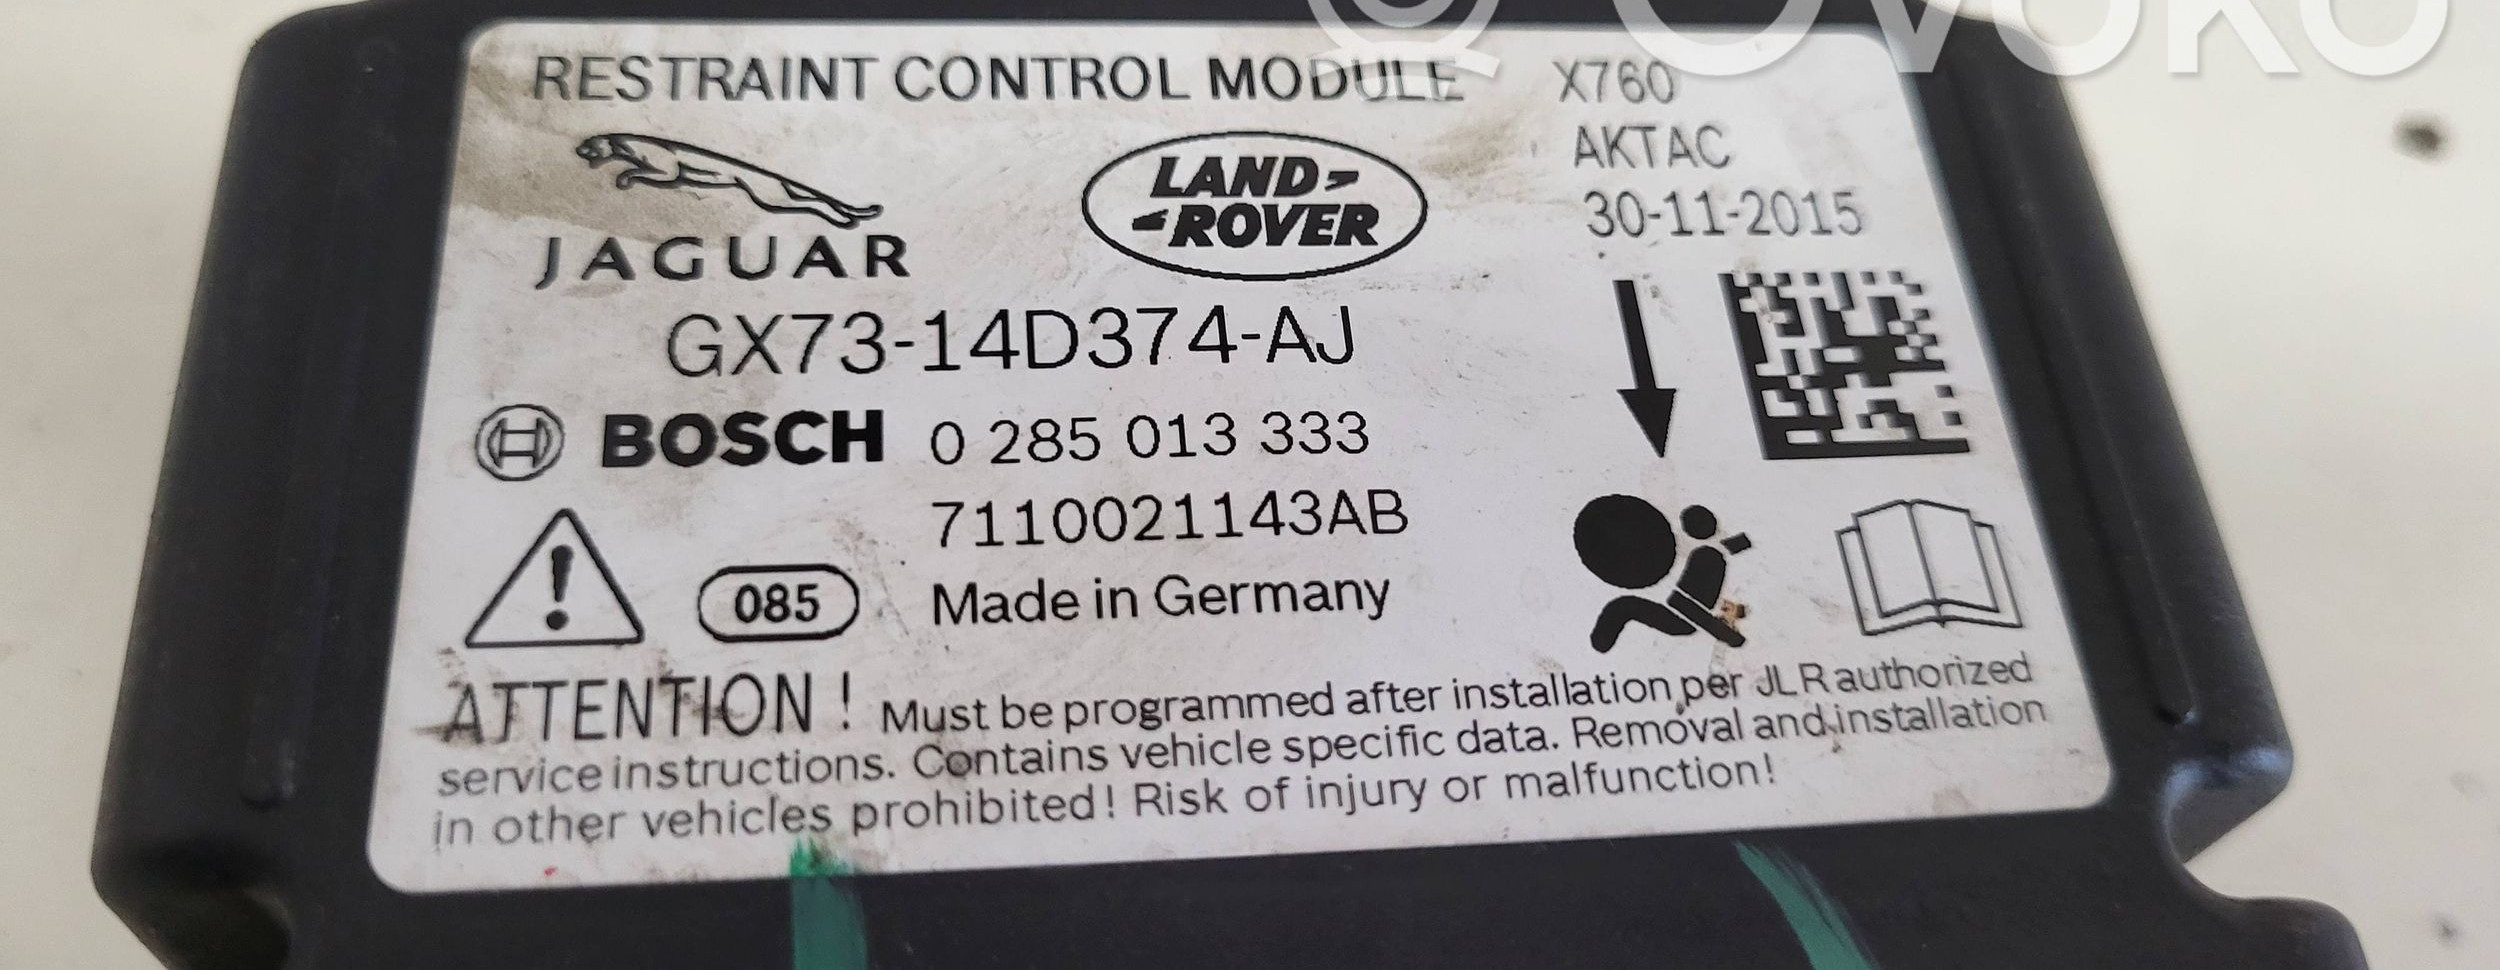 OVOKO
RESTRAINT CONTROL MODULE X760
AKTAC
30-11-2015
JAGUAR
LAND
ROVER
GX73-14D374-AJ
BOSCH 0 285 013 333
7110021143AB
085 Made in Germany
ATTENTION! Must be programmed after installation per JLR authorized
service instructions. Contains vehicle specific data. Removal and installation
in other vehicles prohibited! Risk of injury or malfunction!